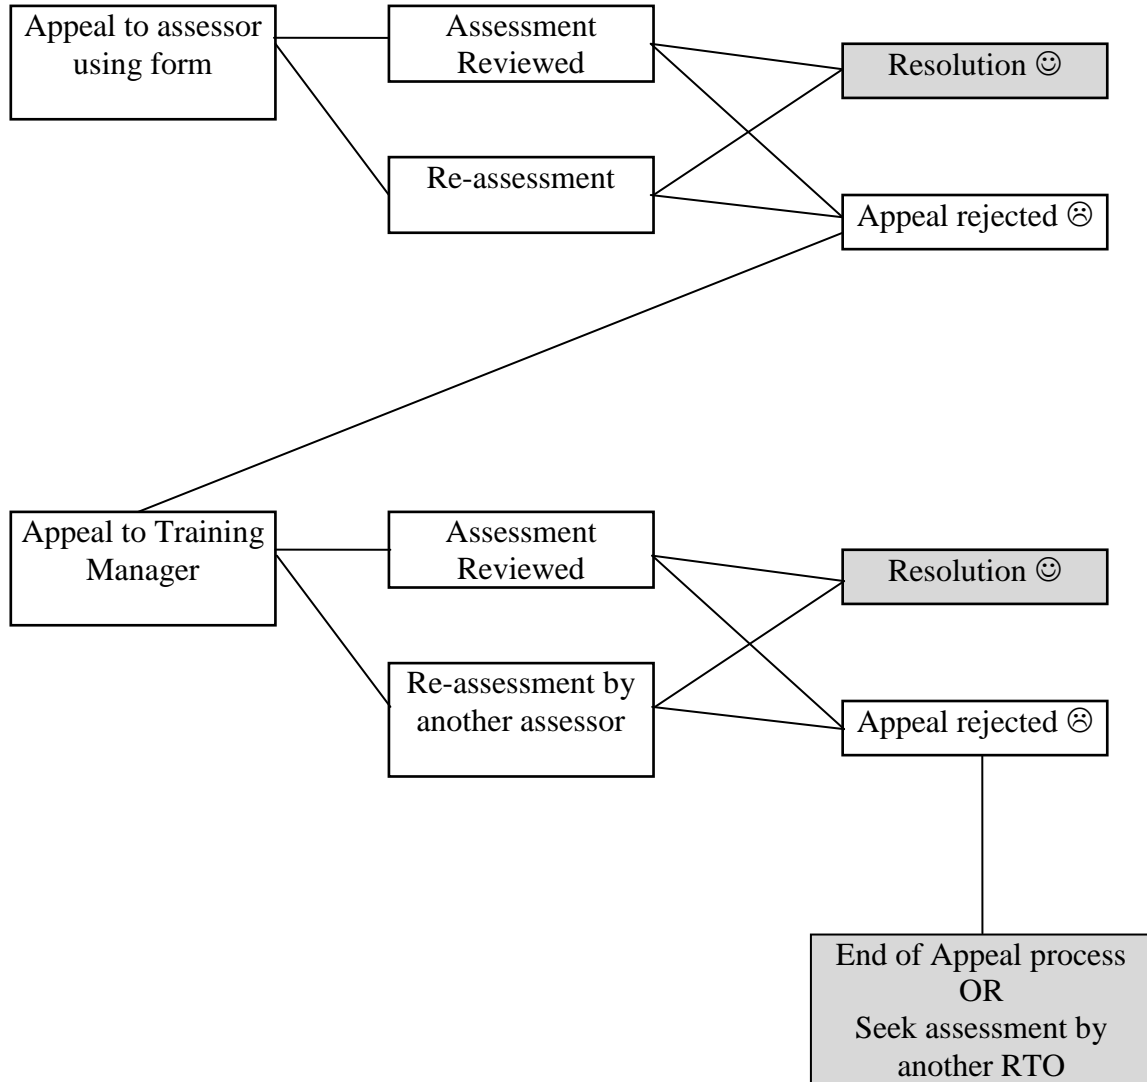 Appeal to assessor
using form
Assessment
Reviewed
Resolution ☺
Re-assessment
Appeal rejected ☹
Appeal to Training
Manager
Assessment
Reviewed
Resolution ☺
Re-assessment by
another assessor
Appeal rejected ☹
End of Appeal process
OR
Seek assessment by
another RTO